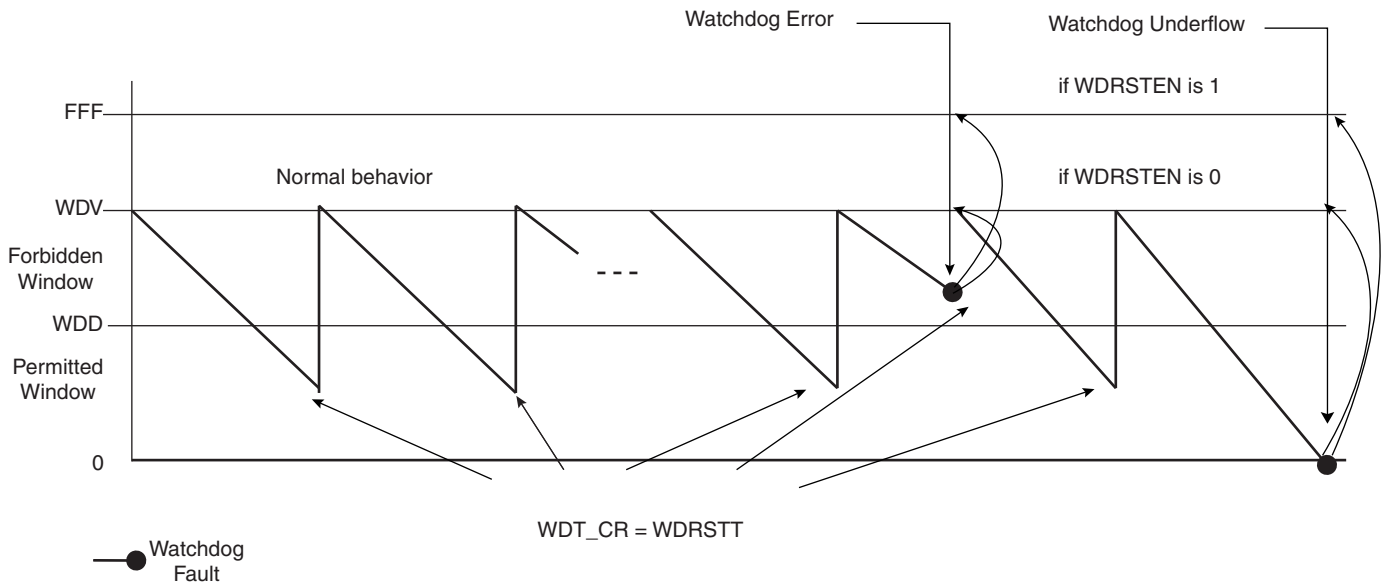 Watchdog Error
Watchdog Underflow
if WDRSTEN is 1
FFF
Normal behavior
if WDRSTEN is 0
WDV
Forbidden
Window
WDD
Permitted
Window
0
WDT_CR = WDRSTT
Watchdog
Fault